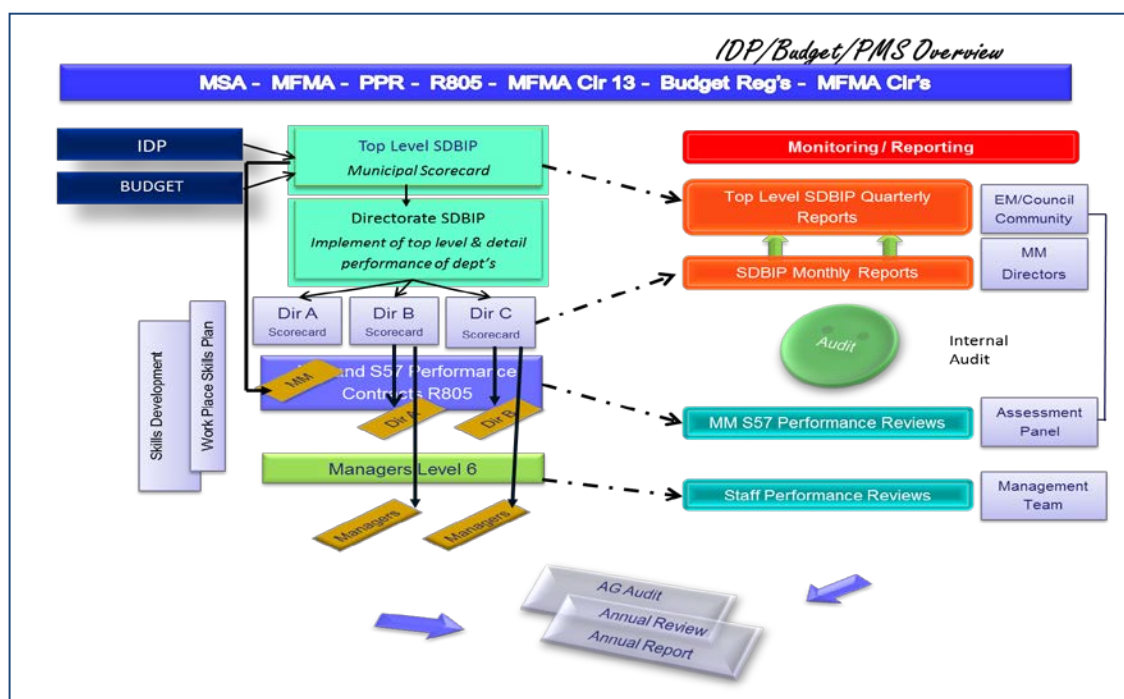 IDP/Budget/PMS Overview
MSA - MFMA - PPR - R805 - MFMA Cir 13 - Budget Reg's - MFMA Cir's
IDP
BUDGET
Top Level SDBIP
Municipal Scorecard
Directorate SDBIP
Implement of top level & detail
performance of dept's
Dir A
Scorecard
Dir B
Scorecard
Dir C
Scorecard
Skills Development
Work Place Skills Plan
MM
and S57 Performance
Contracts R805
Dir A
Dir B
Managers Level 6
Managers
Managers
Monitoring / Reporting
Top Level SDBIP Quarterly
Reports
EM/Council
Community
SDBIP Monthly Reports
MM
Directors
Audit
Internal
Audit
MM S57 Performance Reviews
Assessment
Panel
Staff Performance Reviews
Management
Team
AG Audit
Annual Review
Annual Report